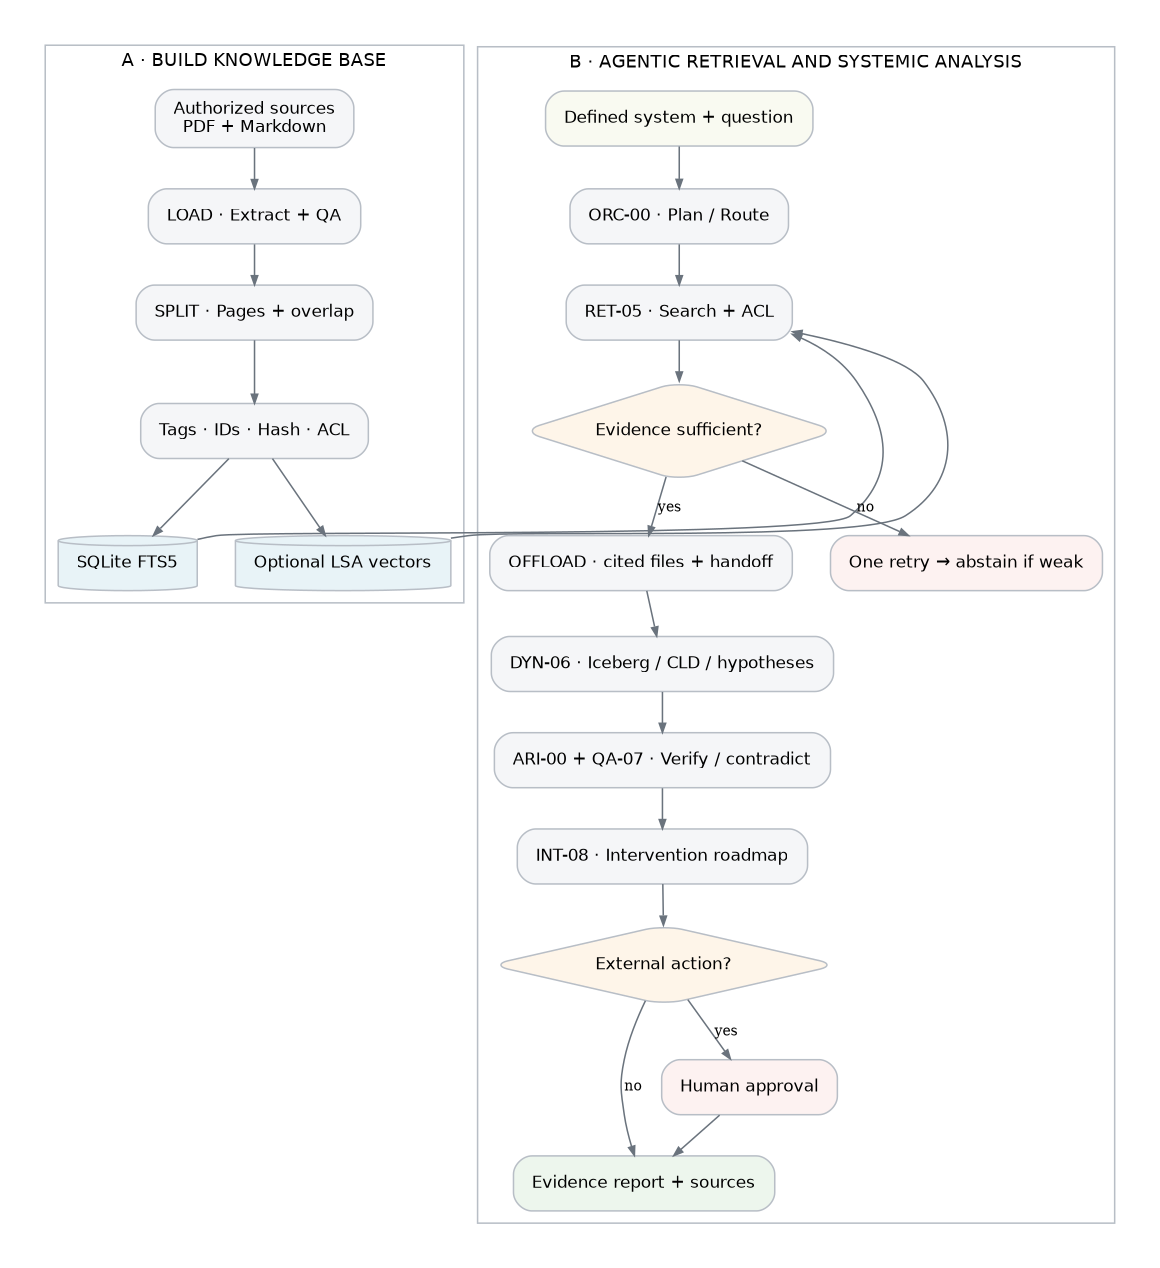 A · BUILD KNOWLEDGE BASE
Authorized sources
PDF + Markdown
LOAD · Extract + QA
SPLIT · Pages + overlap
Tags · IDs · Hash · ACL
SQLite FTS5
Optional LSA vectors
B · AGENTIC RETRIEVAL AND SYSTEMIC ANALYSIS
Defined system + question
ORC-00 · Plan / Route
RET-05 · Search + ACL
Evidence sufficient?
yes
no
OFFLOAD · cited files + handoff
One retry → abstain if weak
DYN-06 · Iceberg / CLD / hypotheses
ARI-00 + QA-07 · Verify / contradict
INT-08 · Intervention roadmap
External action?
yes
no
Human approval
Evidence report + sources